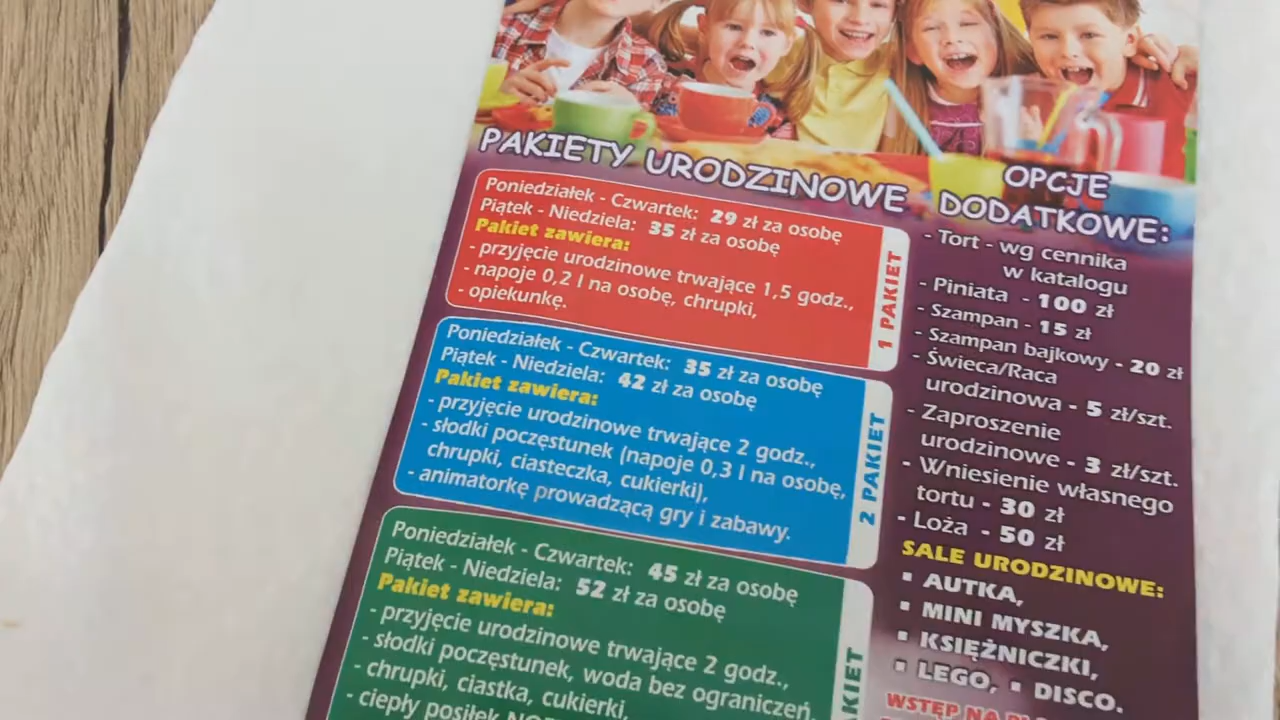 PAKIETY URODZINOWE
Poniedziałek - Czwartek: 29 zł za osobę
Piątek - Niedziela: 35 zł za osobę
Pakiet zawiera:
- przyjęcie urodzinowe trwające 1,5 godz.,
- napoje 0,2 l na osobę, chrupki,
- opiekunkę.
1 PAKIET
Poniedziałek - Czwartek: 35 zł za osobę
Piątek - Niedziela: 42 zł za osobę
Pakiet zawiera:
- przyjęcie urodzinowe trwające 2 godz.,
- słodki poczęstunek (napoje 0,3 l na osobę,
chrupki, ciasteczka, cukierki),
- animatorkę prowadzącą gry i zabawy.
2 PAKIET
Poniedziałek - Czwartek: 45 zł za osobę
Piątek - Niedziela: 52 zł za osobę
Pakiet zawiera:
- przyjęcie urodzinowe trwające 2 godz.,
- słodki poczęstunek, woda bez ograniczeń,
- chrupki, ciastka, cukierki,
- ciepły posiłek
OPCJE
DODATKOWE:
- Tort - wg cennika
w katalogu
- Piniata - 100 zł
- Szampan - 15 zł
- Szampan bajkowy - 20 zł
- Świeca/Raca
urodzinowa - 5 zł/szt.
- Zaproszenie
urodzinowe - 3 zł/szt.
- Wniesienie własnego
tortu - 30 zł
- Loża - 50 zł
SALE URODZINOWE:
▪ AUTKA,
▪ MINI MYSZKA,
▪ KSIĘŻNICZKI,
▪ LEGO, ▪ DISCO.
WSTĘP NA